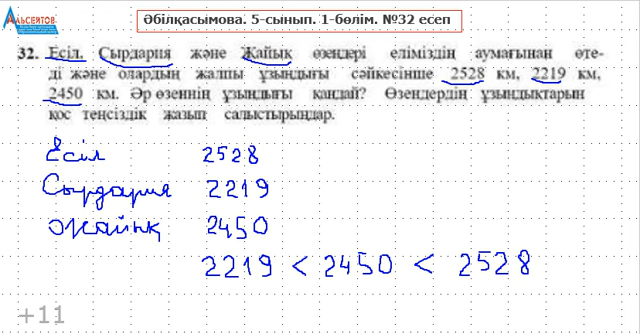 АЛЬСЕЙТОВ
Әбілқасымова. 5-сынып. 1-бөлім. №32 есеп
32. Есіл, Сырдария және Жайық өзендері еліміздің аумағынан өте-
ді және олардың жалпы ұзындығы сәйкесінше 2528 км, 2219 км,
2450 км. Әр өзеннің ұзындығы қандай? Өзендердің ұзындықтарын
қос теңсіздік жазып салыстырыңдар.
Есіл 2528
Сырдария 2219
Жайық 2450
2219 < 2450 < 2528
+11